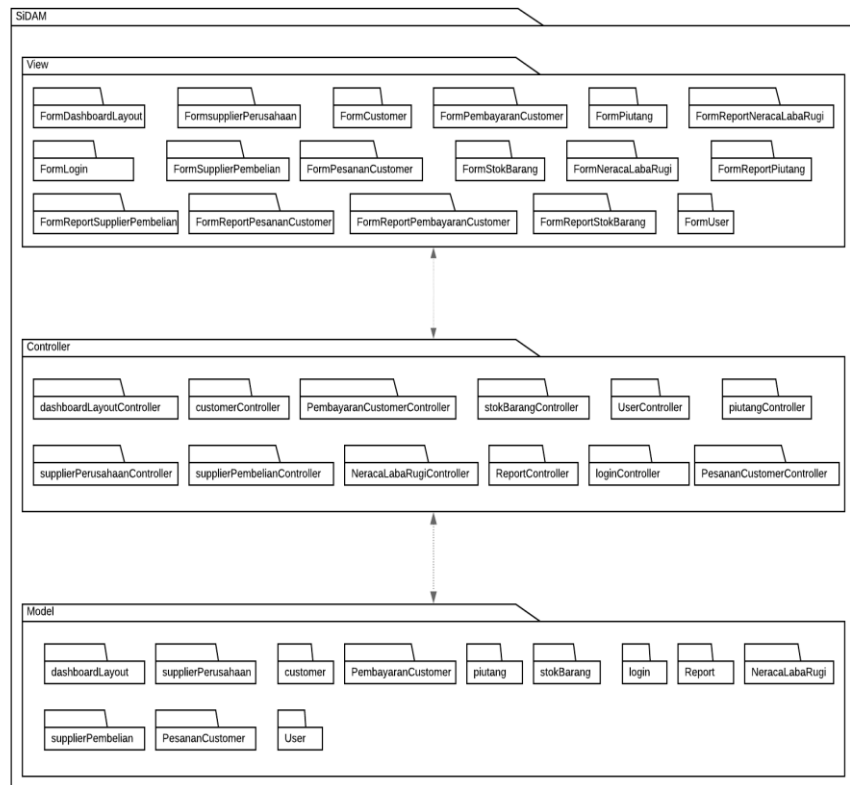 SiDAM
View
FormDashboardLayout
FormsupplierPerusahaan
FormCustomer
FormPembayaranCustomer
FormPiutang
FormReportNeracaLabaRugi
FormLogin
FormSupplierPembelian
FormPesananCustomer
FormStokBarang
FormNeracaLabaRugi
FormReportPiutang
FormReportSupplierPembelian
FormReportPesananCustomer
FormReportPembayaranCustomer
FormReportStokBarang
FormUser
Controller
dashboardLayoutController
customerController
PembayaranCustomerController
stokBarangController
UserController
piutangController
supplierPerusahaanController
supplierPembelianController
NeracaLabaRugiController
ReportController
loginController
PesananCustomerController
Model
dashboardLayout
supplierPerusahaan
customer
PembayaranCustomer
piutang
stokBarang
login
Report
NeracaLabaRugi
supplierPembelian
PesananCustomer
User